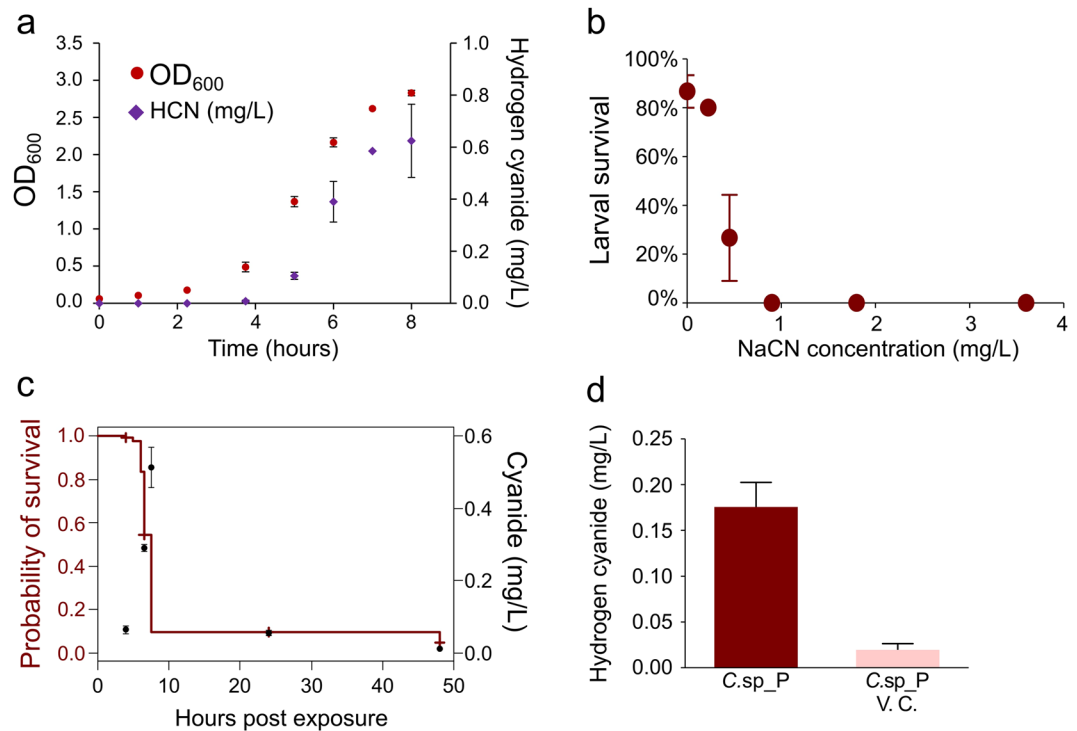 a
3.5
3.0
2.5
2.0
1.5
1.0
0.5
0.0
OD600
OD600
HCN (mg/L)
1.0
0.8
0.6
0.4
0.2
0.0
Hydrogen cyanide (mg/L)
0 2 4 6 8
Time (hours)
b
100%
80%
60%
40%
20%
0%
Larval survival
0 1 2 3 4
NaCN concentration (mg/L)
c
1.0
0.8
0.6
0.4
0.2
0.0
Probability of survival
0.6
0.4
0.2
0.0
Cyanide (mg/L)
0 10 20 30 40 50
Hours post exposure
d
0.25
0.20
0.15
0.10
0.05
0.00
Hydrogen cyanide (mg/L)
C.sp_P C.sp_P
V. C.